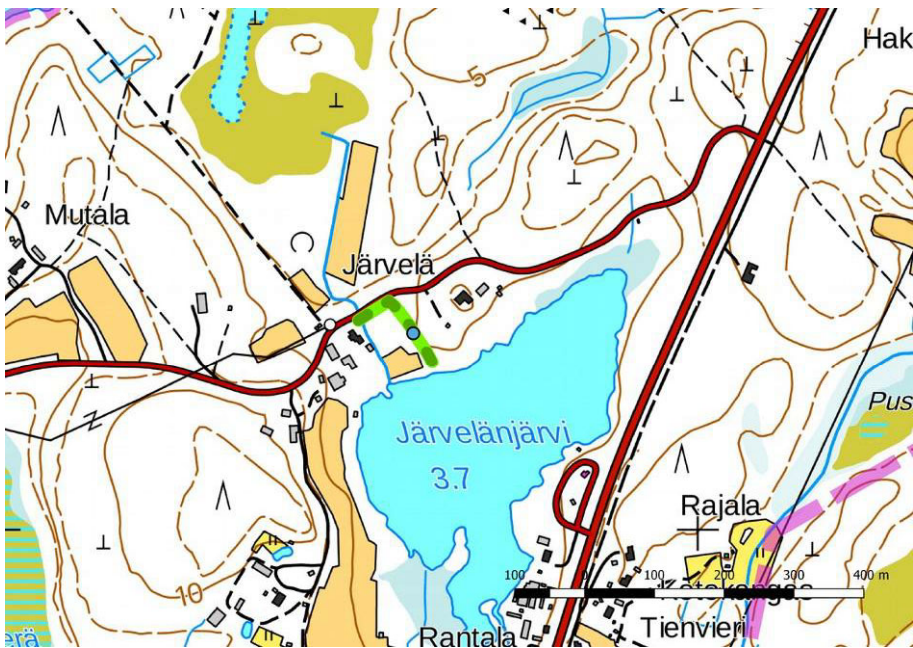 5
Hak
Mutala
Järvelä
Järvelänjärvi
3.7
Pus
Rajala
10
100 0 100 200 300 400 m
Tienvieri
Rantala
erä